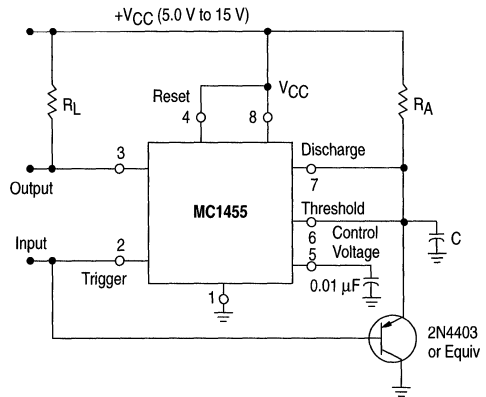 +VCC (5.0 V to 15 V)
RL
Reset
4
8
VCC
RA
3
Output
MC1455
Discharge
7
Threshold
6
Control
Voltage
5
0.01 µF
C
Input
2
Trigger
1
2N4403
or Equiv